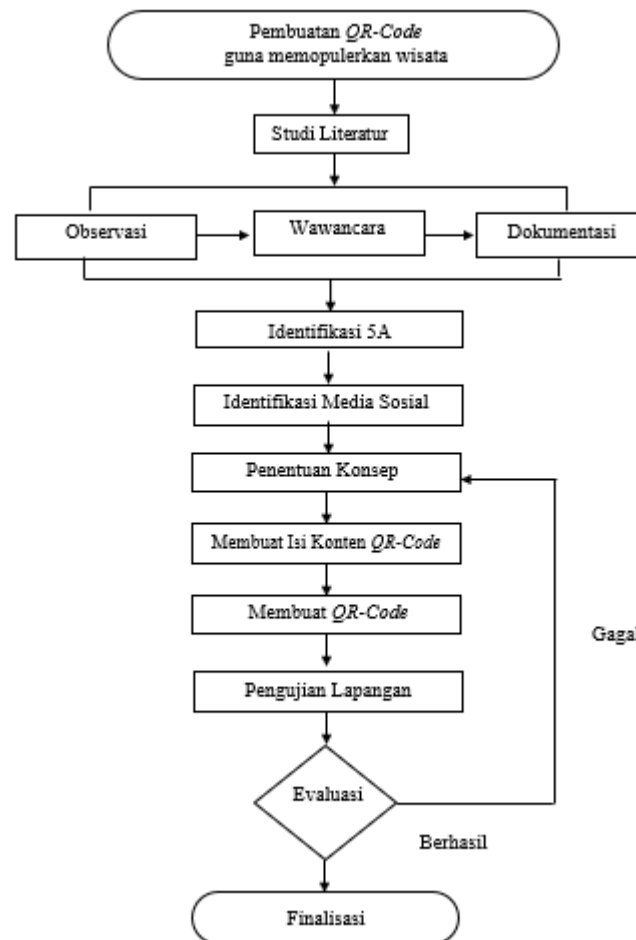 Pembuatan QR-Code
guna memopulerkan wisata
Studi Literatur
Observasi
Wawancara
Dokumentasi
Identifikasi 5A
Identifikasi Media Sosial
Penentuan Konsep
Membuat Isi Konten QR-Code
Membuat QR-Code
Gagal
Pengujian Lapangan
Evaluasi
Berhasil
Finalisasi